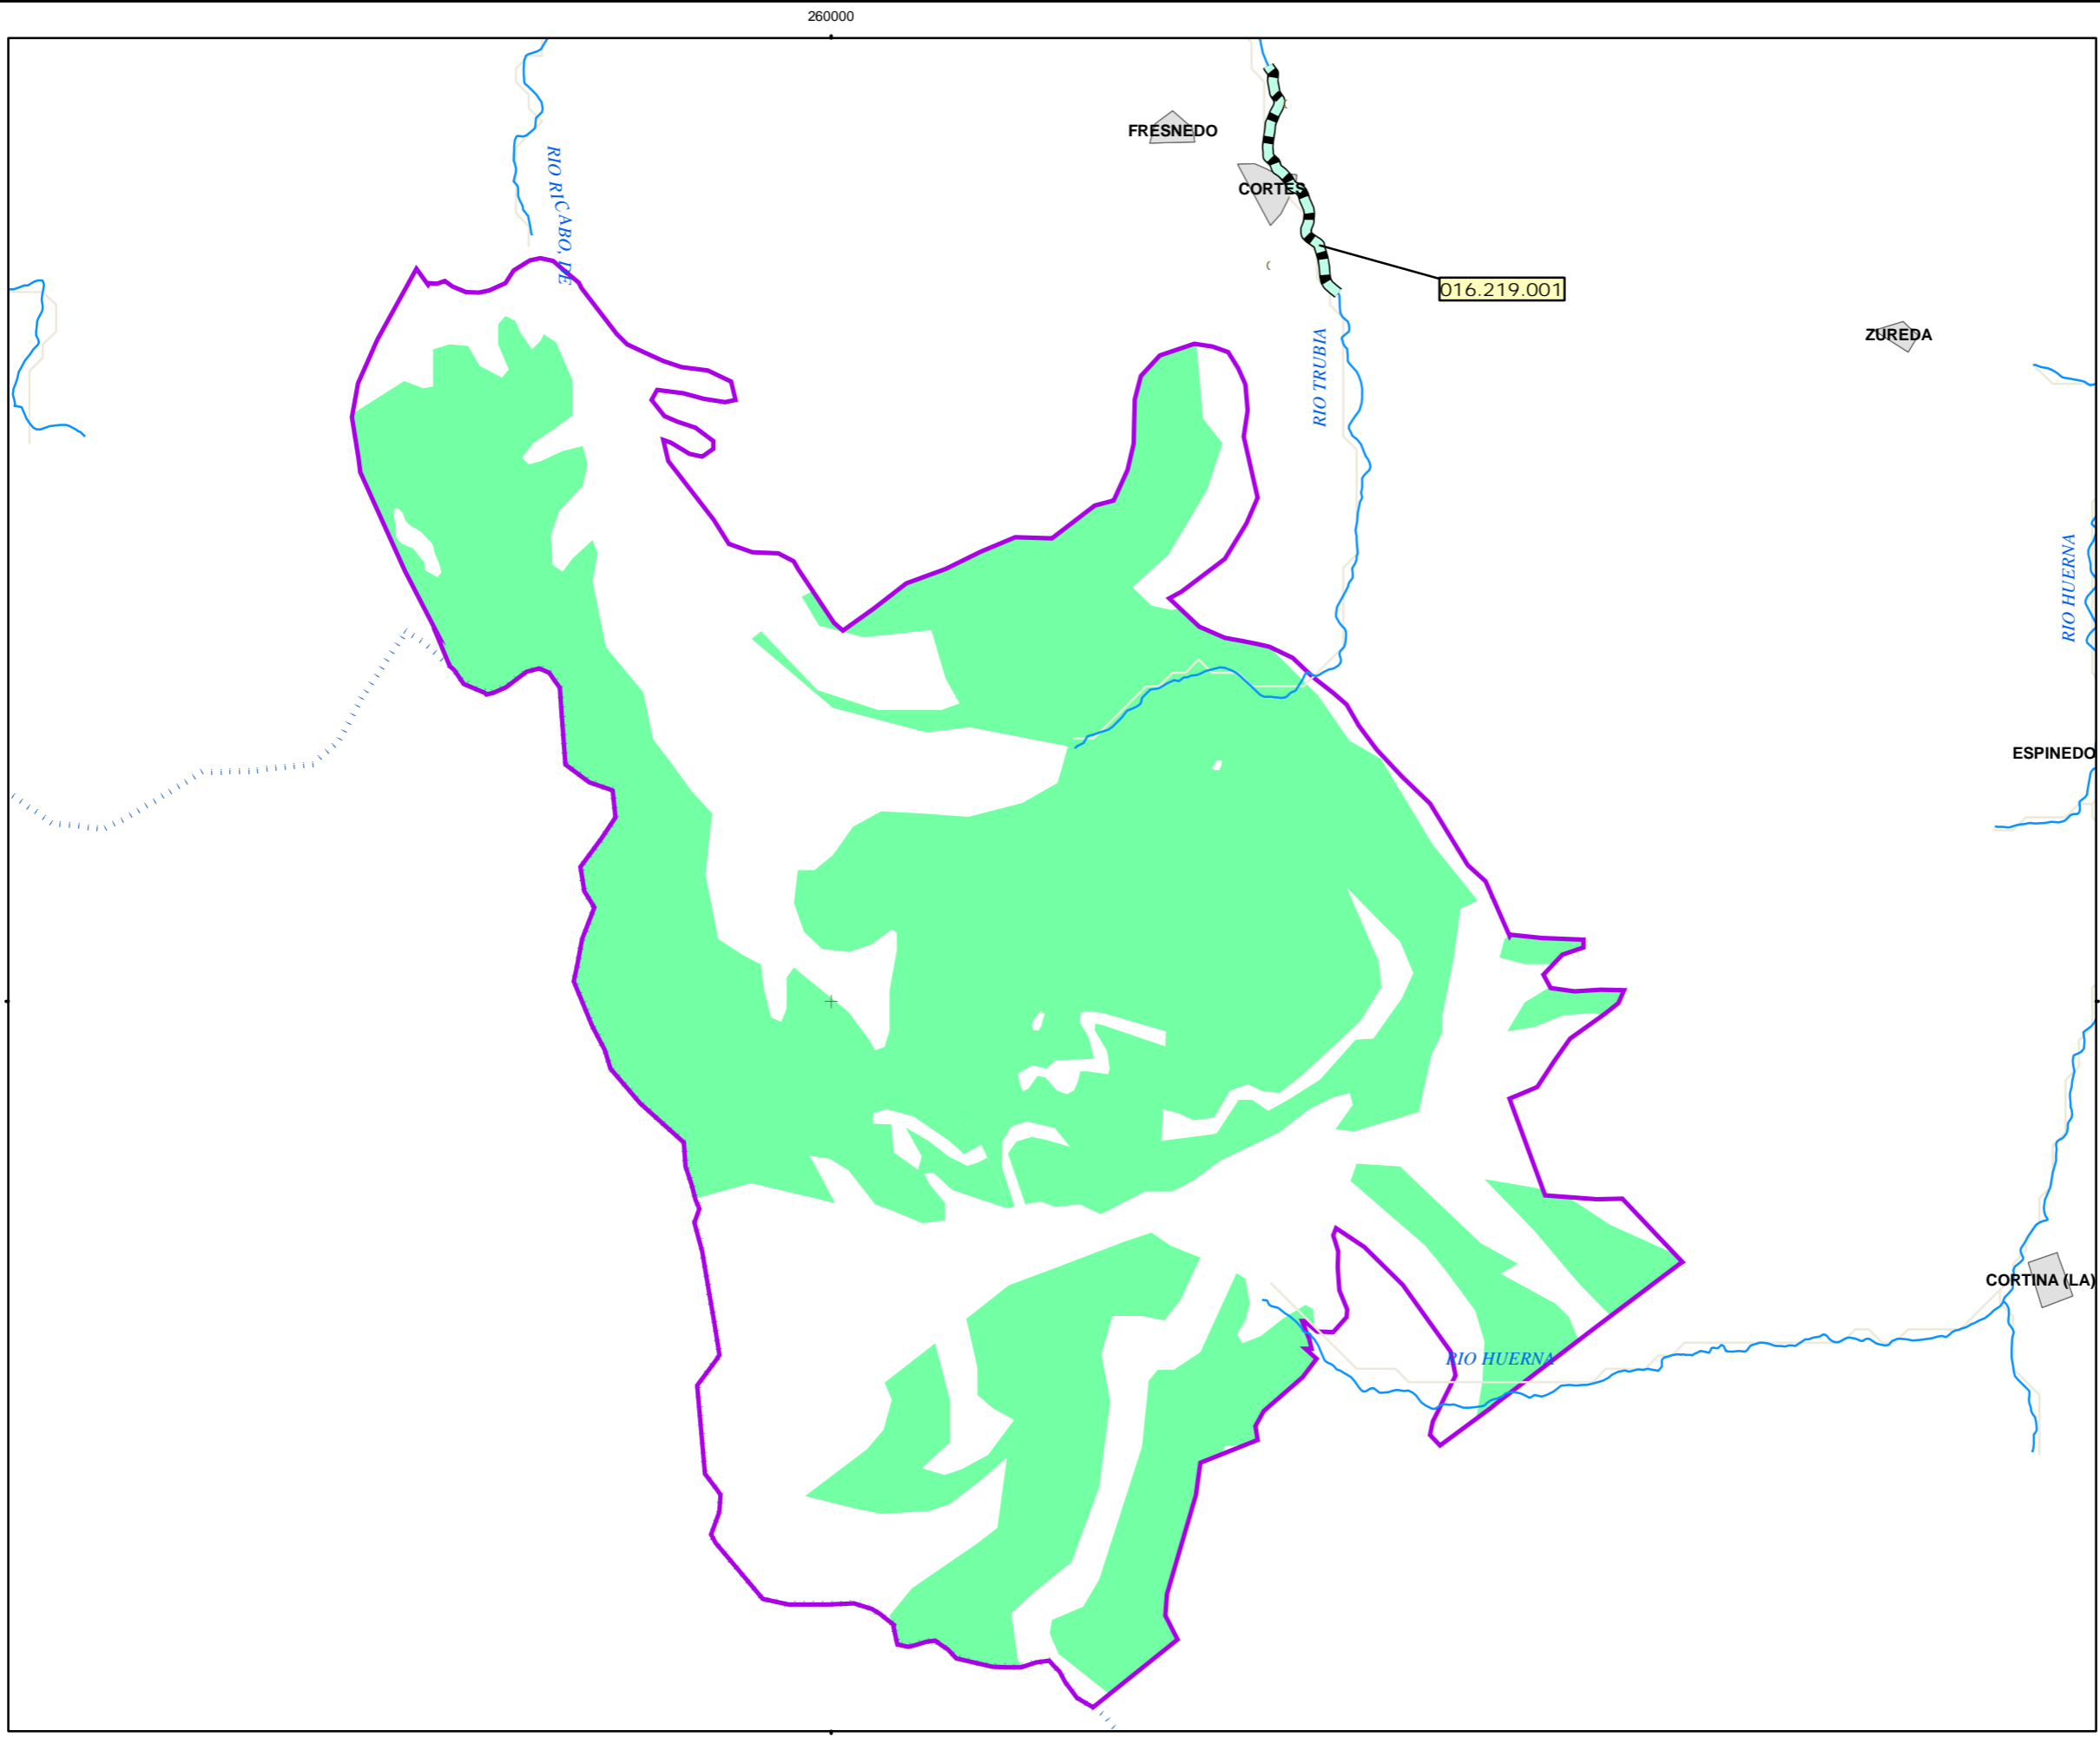 260000
FRESNEDO
RIO RICABO, DE
CORTES
016.219.001
RIO TRUBIA
ZUREDA
RIO HUERNA
ESPINEDO
CORTINA (LA)
RIO HUERNA